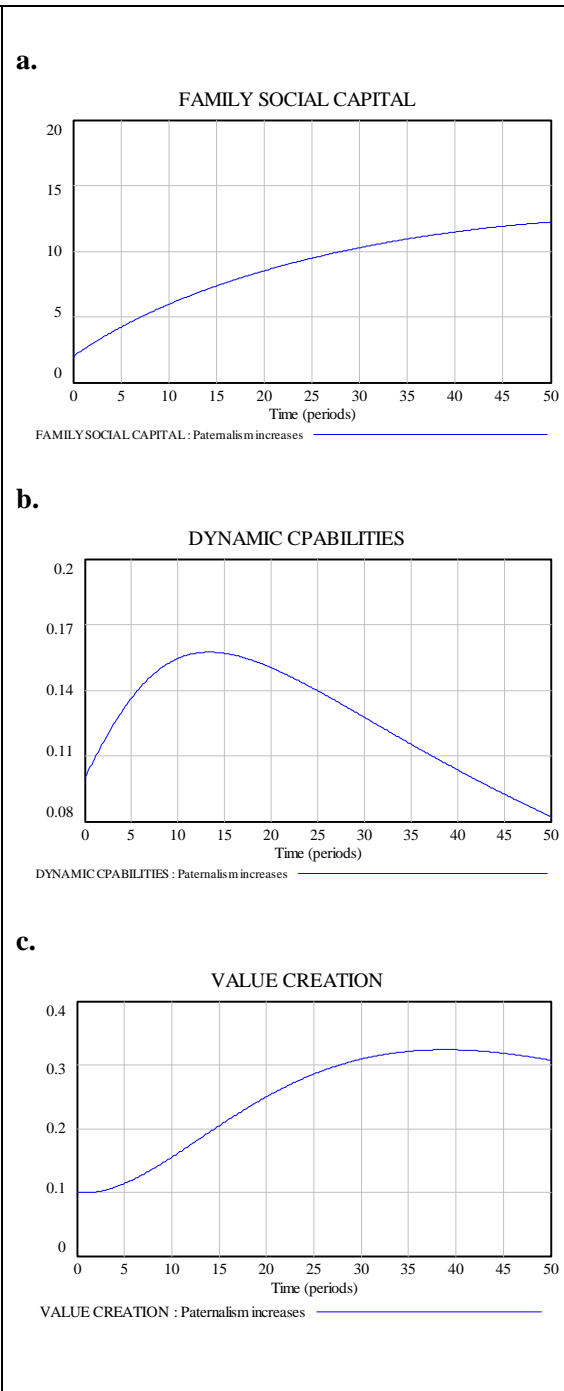 a.
FAMILY SOCIAL CAPITAL
20
15
10
5
0
0 5 10 15 20 25 30 35 40 45 50
Time (periods)
FAMILY SOCIAL CAPITAL : Paternalism increases
b.
DYNAMIC CPABILITIES
0.2
0.17
0.14
0.11
0.08
0 5 10 15 20 25 30 35 40 45 50
Time (periods)
DYNAMIC CPABILITIES : Paternalism increases
c.
VALUE CREATION
0.4
0.3
0.2
0.1
0
0 5 10 15 20 25 30 35 40 45 50
Time (periods)
VALUE CREATION : Paternalism increases